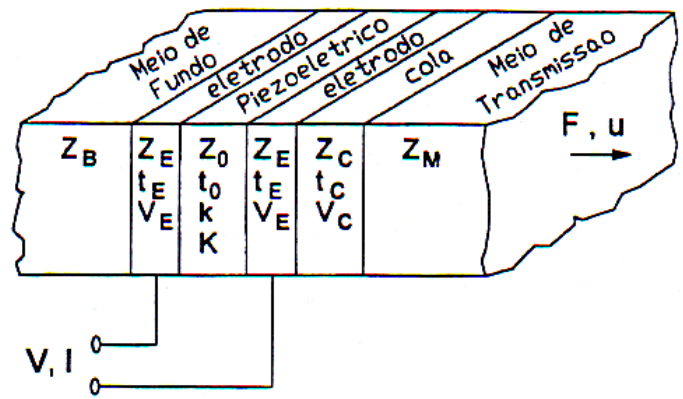 Meio de
Fundo
eletrodo
Piezoeletrico
eletrodo
cola
Meio de
Transmissao
F, u
Z_B
Z_E
t_E
V_E
Z_0
t_0
k
K
Z_E
t_E
V_E
Z_C
t_C
V_C
Z_M
V, I